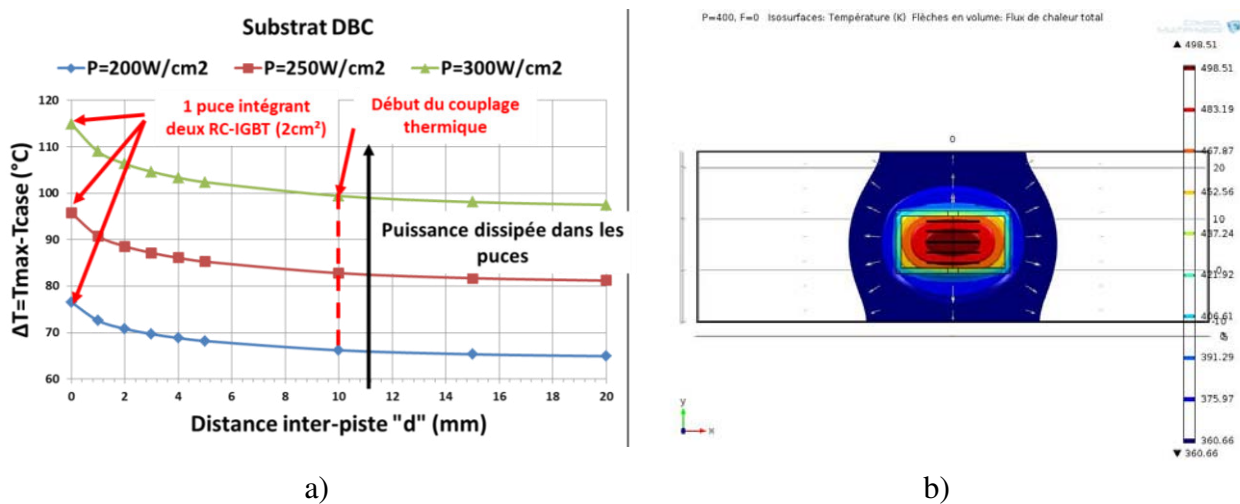 Substrat DBC
P=200W/cm2 P=250W/cm2 P=300W/cm2
ΔT=Tmax-Tcase (°C)
120
110
100
90
80
70
60
1 puce intégrant
deux RC-IGBT (2cm²)
Début du couplage
thermique
Puissance dissipée dans les
puces
0 2 4 6 8 10 12 14 16 18 20
Distance inter-piste "d" (mm)
a)
P=400, F=0 Isosurfaces: Température (K) Flèches en volume: Flux de chaleur total
▲ 498.51
498.51
483.19
467.87
452.56
437.24
421.92
406.61
391.29
375.97
360.66
▼ 360.66
0
20
10
0
-10
y
x
b)